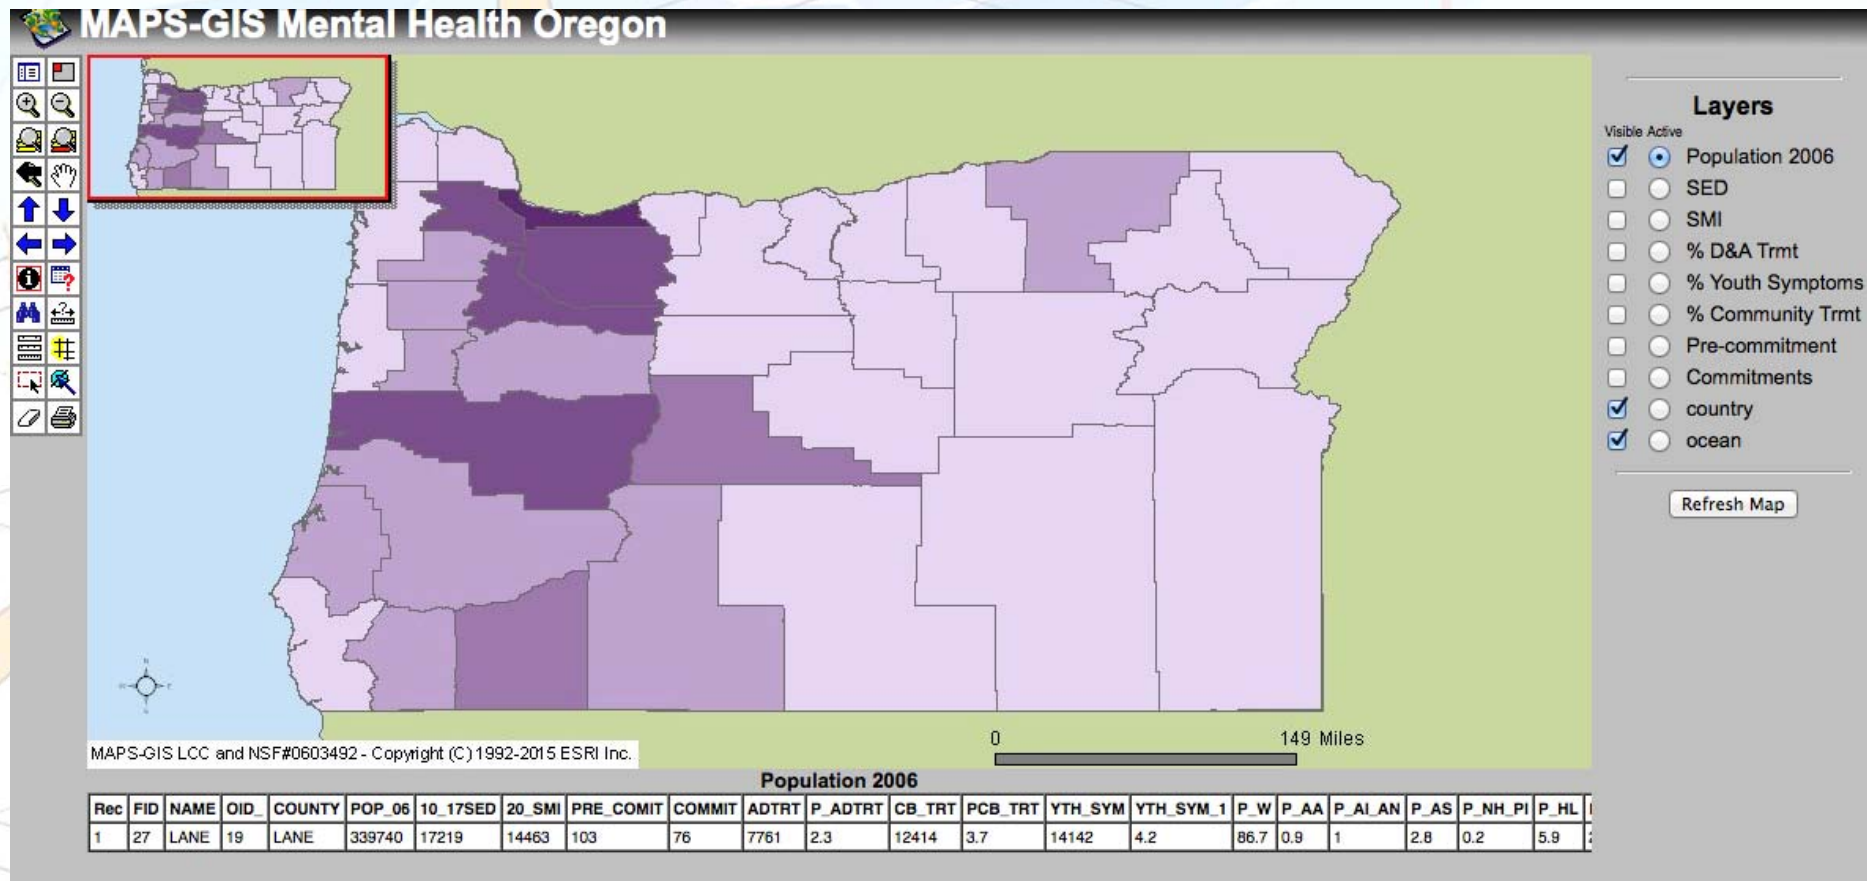 MAPS-GIS Mental Health Oregon
Layers
Visible Active
Population 2006
SED
SMI
% D&A Trmt
% Youth Symptoms
% Community Trmt
Pre-commitment
Commitments
country
ocean
Refresh Map
0 149 Miles
MAPS-GIS LCC and NSF#0603492 - Copyright (C) 1992-2015 ESRI Inc.
Population 2006
Rec FID NAME OID_ COUNTY POP_06 10_17SED 20_SMI PRE_COMIT COMMIT ADTRT P_ADTRT CB_TRT PCB_TRT YTH_SYM YTH_SYM_1 P_W P_AA P_AI_AN P_AS P_NH_PI P_HL
1 27 LANE 19 LANE 339740 17219 14463 103 76 7761 2.3 12414 3.7 14142 4.2 86.7 0.9 1 2.8 0.2 5.9